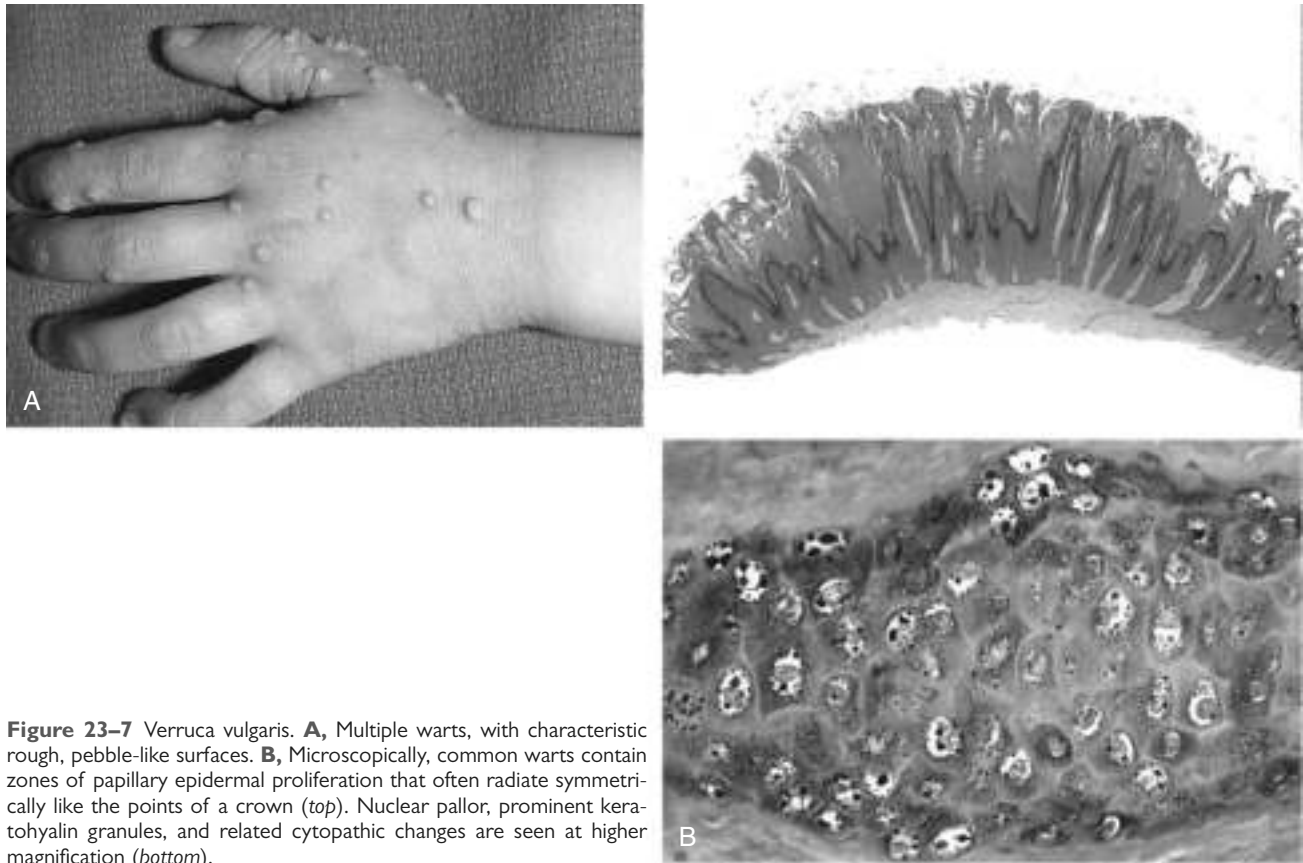 A
B
Figure 23–7 Verruca vulgaris. A, Multiple warts, with characteristic
rough, pebble-like surfaces. B, Microscopically, common warts contain
zones of papillary epidermal proliferation that often radiate symmetri-
cally like the points of a crown (top). Nuclear pallor, prominent kera-
tohyalin granules, and related cytopathic changes are seen at higher
magnification (bottom).